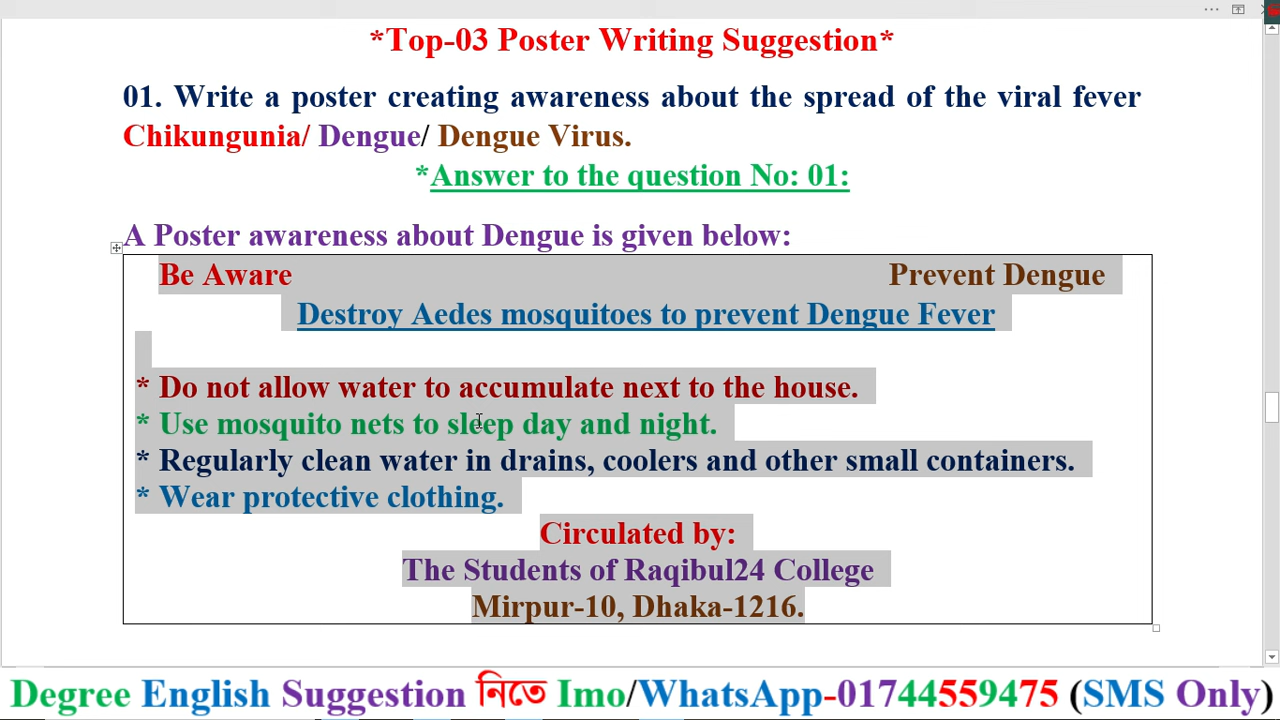 *Top-03 Poster Writing Suggestion*
01. Write a poster creating awareness about the spread of the viral fever
Chikungunia/ Dengue/ Dengue Virus.
*Answer to the question No: 01:
A Poster awareness about Dengue is given below:
Be Aware Prevent Dengue
Destroy Aedes mosquitoes to prevent Dengue Fever
* Do not allow water to accumulate next to the house.
* Use mosquito nets to sleep day and night.
* Regularly clean water in drains, coolers and other small containers.
* Wear protective clothing.
Circulated by:
The Students of Raqibul24 College
Mirpur-10, Dhaka-1216.
Degree English Suggestion নিতে Imo/WhatsApp-01744559475 (SMS Only)